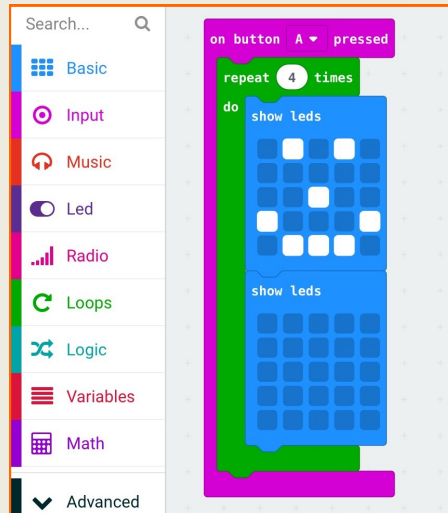 Search...
Basic
Input
Music
Led
Radio
Loops
Logic
Variables
Math
Advanced
on button A pressed
repeat 4 times
do
show leds
show leds